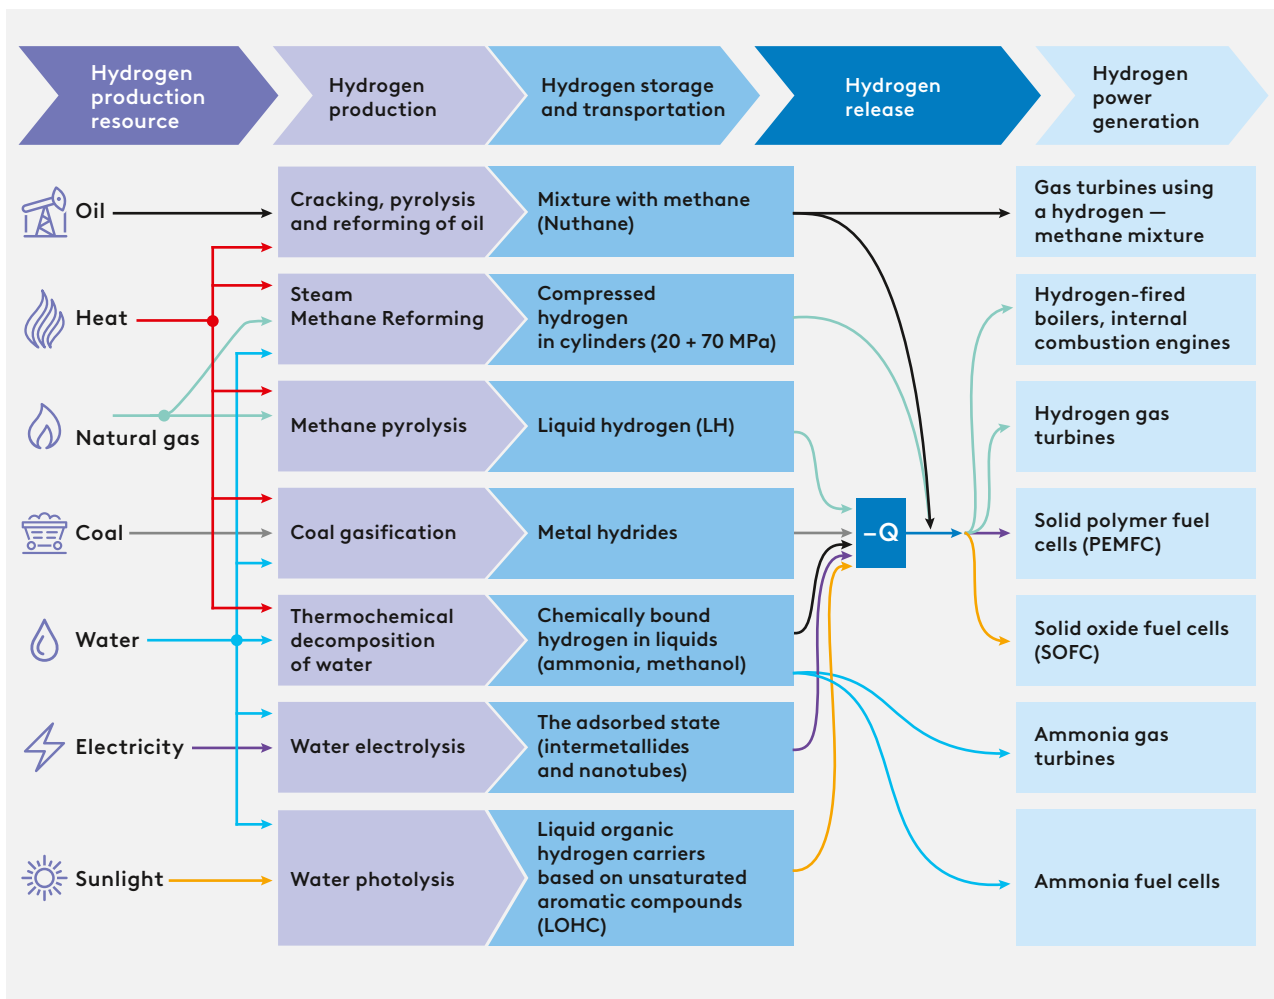 Hydrogen
production
resource
Hydrogen
production
Hydrogen storage
and transportation
Hydrogen
release
Hydrogen
power
generation
Oil
Cracking, pyrolysis
and reforming of oil
Mixture with methane
(Nuthane)
Gas turbines using
a hydrogen —
methane mixture
Heat
Steam
Methane Reforming
Compressed
hydrogen
in cylinders (20 + 70 MPa)
Hydrogen-fired
boilers, internal
combustion engines
Natural gas
Methane pyrolysis
Liquid hydrogen (LH)
Hydrogen gas
turbines
Coal
Coal gasification
Metal hydrides
–Q
Solid polymer fuel
cells (PEMFC)
Water
Thermochemical
decomposition
of water
Chemically bound
hydrogen in liquids
(ammonia, methanol)
Solid oxide fuel cells
(SOFC)
Electricity
Water electrolysis
The adsorbed state
(intermetallides
and nanotubes)
Ammonia gas
turbines
Sunlight
Water photolysis
Liquid organic
hydrogen carriers
based on unsaturated
aromatic compounds
(LOHC)
Ammonia fuel cells